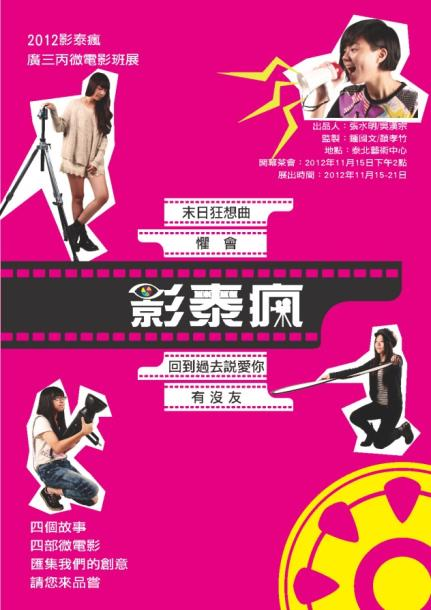 2012影泰瘋
廣三丙微電影班展
出品人：張水明/吳漢宗
監製：鍾國文/顏孝竹
地點：泰北藝術中心
開幕茶會：2012年11月15日下午2點
展出時間：2012年11月15-21日
末日狂想曲
懼會
影泰瘋
回到過去說愛你
有沒友
四個故事
四部微電影
匯集我們的創意
請您來品嘗